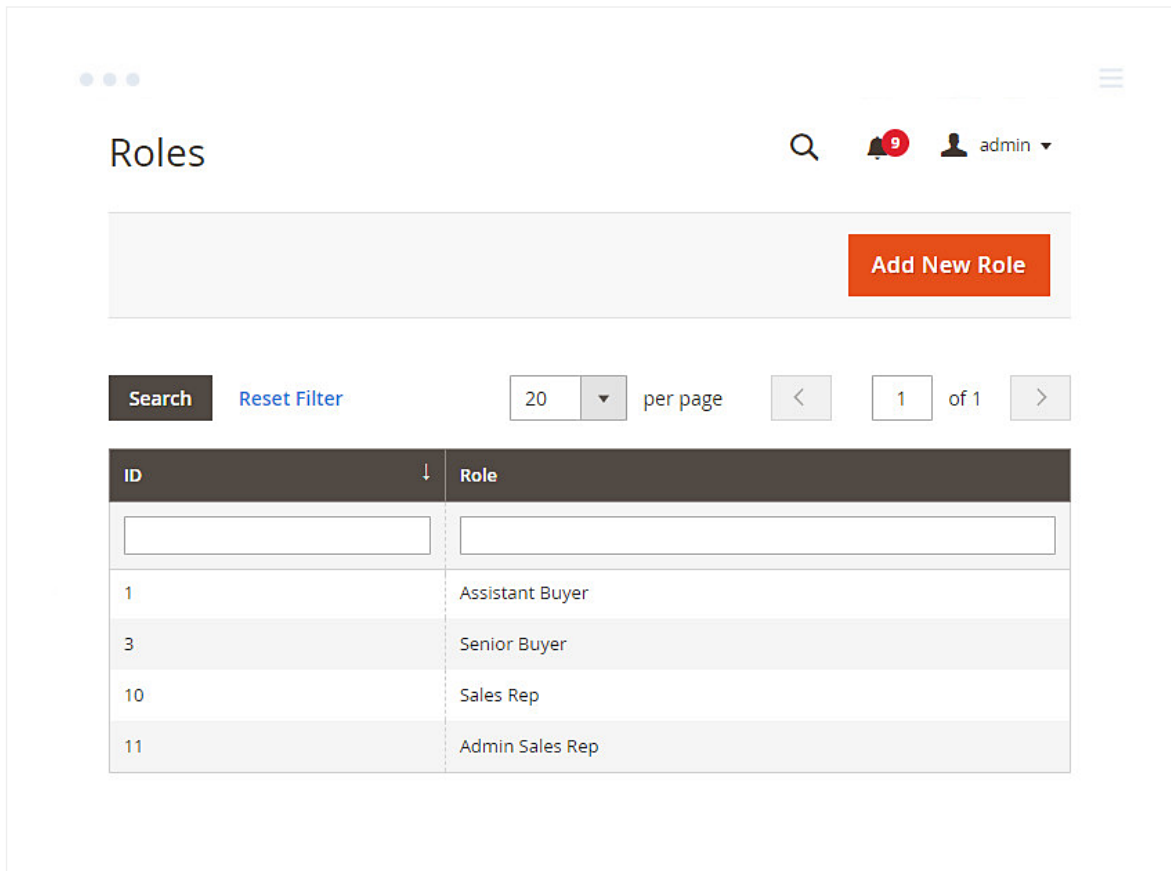 Roles
9
admin
Add New Role
Search Reset Filter 20 per page 1 of 1
ID Role
1 Assistant Buyer
3 Senior Buyer
10 Sales Rep
11 Admin Sales Rep